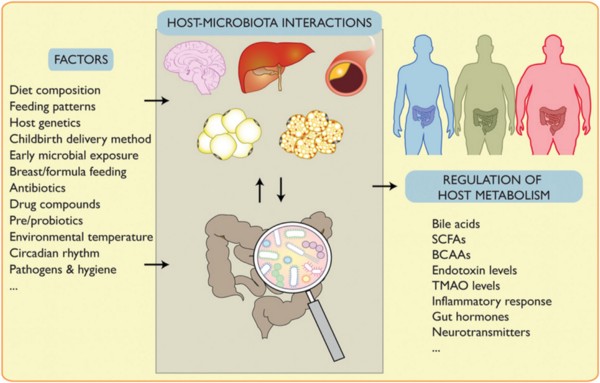 HOST-MICROBIOTA INTERACTIONS
FACTORS
Diet composition
Feeding patterns
Host genetics
Childbirth delivery method
Early microbial exposure
Breast/formula feeding
Antibiotics
Drug compounds
Pre/probiotics
Environmental temperature
Circadian rhythm
Pathogens & hygiene
...
REGULATION OF
HOST METABOLISM
Bile acids
SCFAs
BCAAs
Endotoxin levels
TMAO levels
Inflammatory response
Gut hormones
Neurotransmitters
...